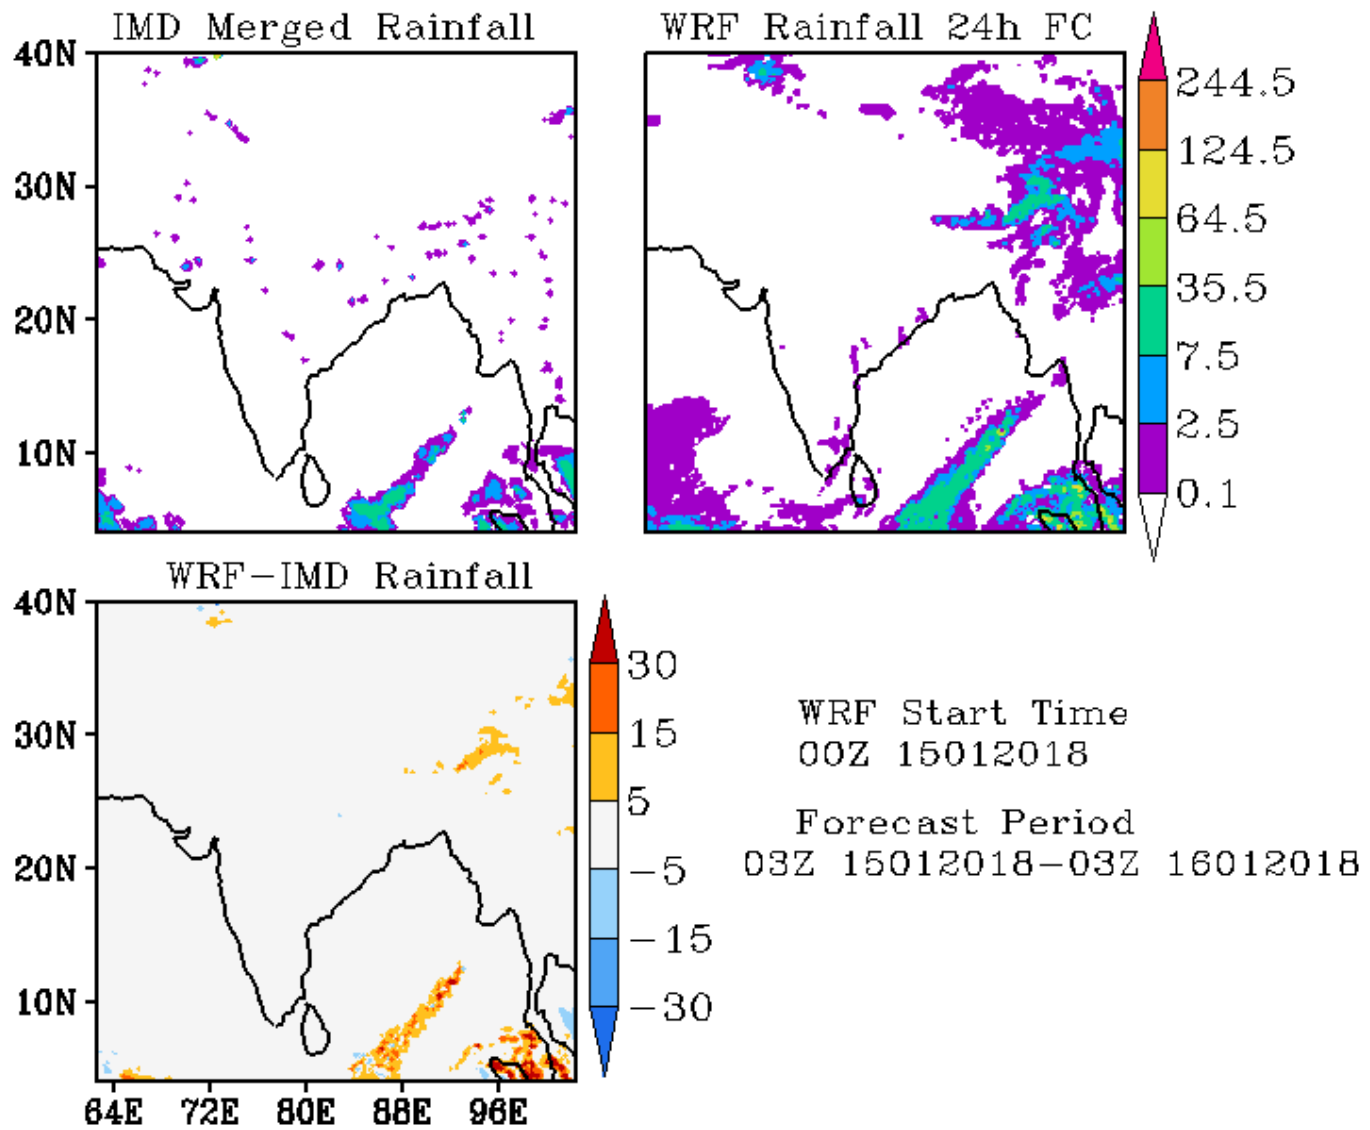 IMD Merged Rainfall
WRF Rainfall 24h FC
40N
30N
20N
10N
244.5
124.5
64.5
35.5
7.5
2.5
0.1
WRF-IMD Rainfall
40N
30N
20N
10N
64E 72E 80E 88E 96E
30
15
5
-5
-15
-30
WRF Start Time
00Z 15012018
Forecast Period
03Z 15012018-03Z 16012018